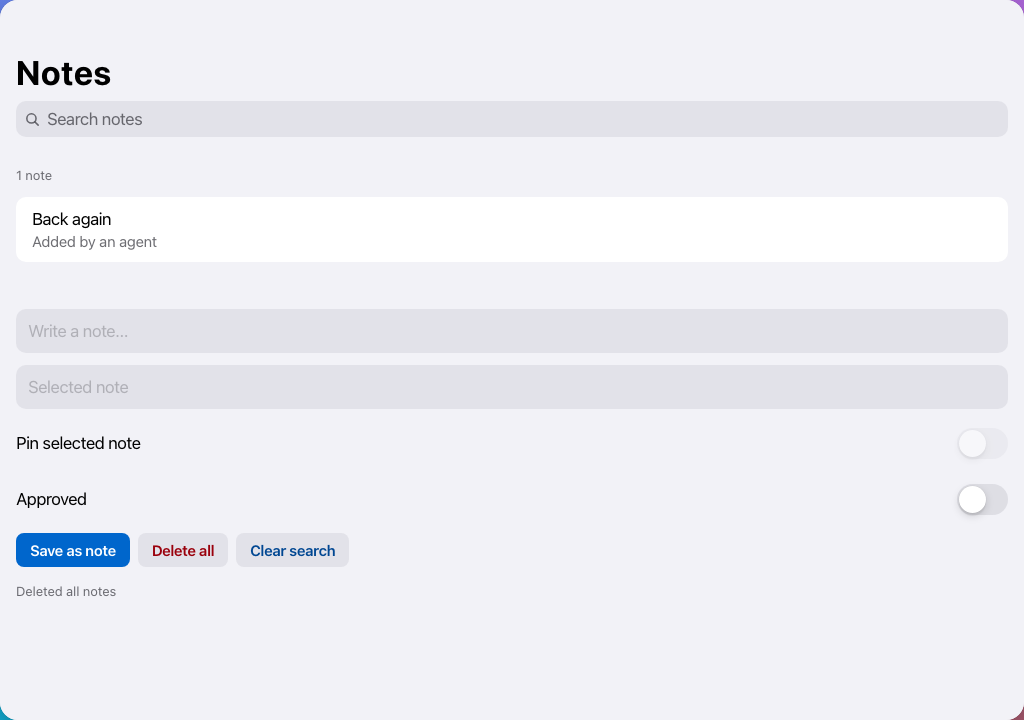 Notes
Search notes
1 note
Back again
Added by an agent
Write a note...
Selected note
Pin selected note
Approved
Save as note Delete all Clear search
Deleted all notes